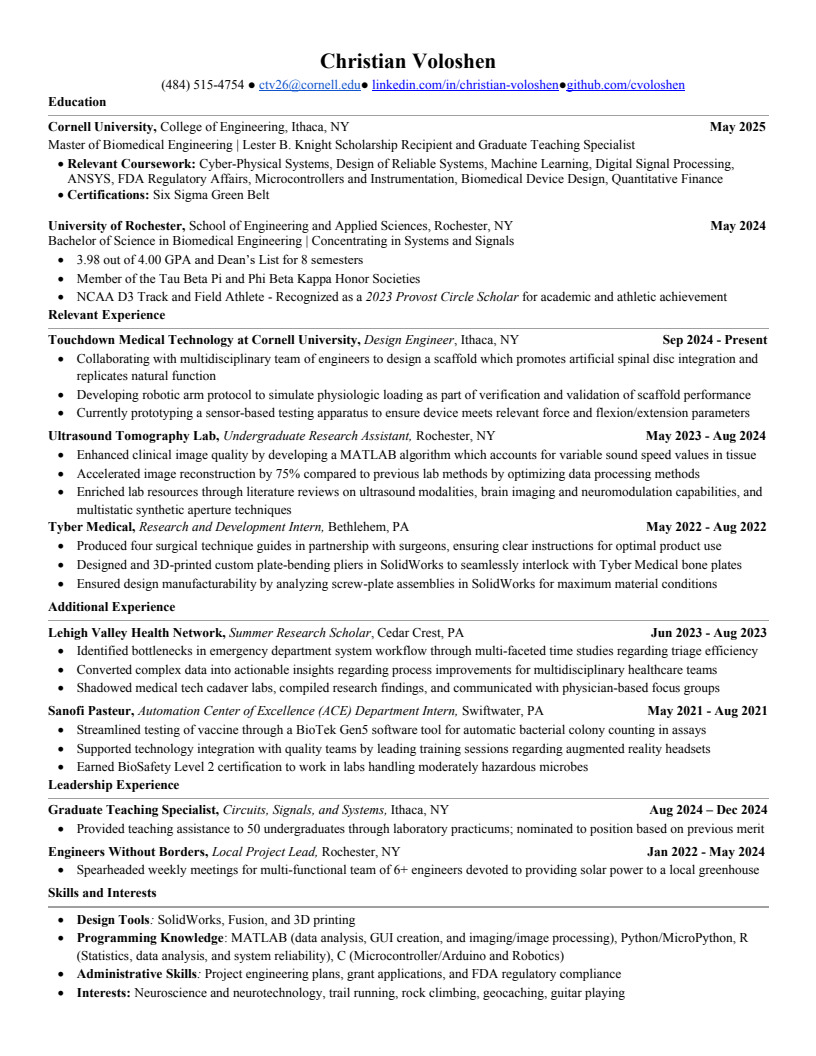 Christian Voloshen
(484) 515-4754 ● ctv26@cornell.edu● linkedin.com/in/christian-voloshen●github.com/cvoloshen
Education
Cornell University, College of Engineering, Ithaca, NY May 2025
Master of Biomedical Engineering | Lester B. Knight Scholarship Recipient and Graduate Teaching Specialist
• Relevant Coursework: Cyber-Physical Systems, Design of Reliable Systems, Machine Learning, Digital Signal Processing,
ANSYS, FDA Regulatory Affairs, Microcontrollers and Instrumentation, Biomedical Device Design, Quantitative Finance
• Certifications: Six Sigma Green Belt
University of Rochester, School of Engineering and Applied Sciences, Rochester, NY May 2024
Bachelor of Science in Biomedical Engineering | Concentrating in Systems and Signals
• 3.98 out of 4.00 GPA and Dean’s List for 8 semesters
• Member of the Tau Beta Pi and Phi Beta Kappa Honor Societies
• NCAA D3 Track and Field Athlete - Recognized as a 2023 Provost Circle Scholar for academic and athletic achievement
Relevant Experience
Touchdown Medical Technology at Cornell University, Design Engineer, Ithaca, NY Sep 2024 - Present
• Collaborating with multidisciplinary team of engineers to design a scaffold which promotes artificial spinal disc integration and
replicates natural function
• Developing robotic arm protocol to simulate physiologic loading as part of verification and validation of scaffold performance
• Currently prototyping a sensor-based testing apparatus to ensure device meets relevant force and flexion/extension parameters
Ultrasound Tomography Lab, Undergraduate Research Assistant, Rochester, NY May 2023 - Aug 2024
• Enhanced clinical image quality by developing a MATLAB algorithm which accounts for variable sound speed values in tissue
• Accelerated image reconstruction by 75% compared to previous lab methods by optimizing data processing methods
• Enriched lab resources through literature reviews on ultrasound modalities, brain imaging and neuromodulation capabilities, and
multistatic synthetic aperture techniques
Tyber Medical, Research and Development Intern, Bethlehem, PA May 2022 - Aug 2022
• Produced four surgical technique guides in partnership with surgeons, ensuring clear instructions for optimal product use
• Designed and 3D-printed custom plate-bending pliers in SolidWorks to seamlessly interlock with Tyber Medical bone plates
• Ensured design manufacturability by analyzing screw-plate assemblies in SolidWorks for maximum material conditions
Additional Experience
Lehigh Valley Health Network, Summer Research Scholar, Cedar Crest, PA Jun 2023 - Aug 2023
• Identified bottlenecks in emergency department system workflow through multi-faceted time studies regarding triage efficiency
• Converted complex data into actionable insights regarding process improvements for multidisciplinary healthcare teams
• Shadowed medical tech cadaver labs, compiled research findings, and communicated with physician-based focus groups
Sanofi Pasteur, Automation Center of Excellence (ACE) Department Intern, Swiftwater, PA May 2021 - Aug 2021
• Streamlined testing of vaccine through a BioTek Gen5 software tool for automatic bacterial colony counting in assays
• Supported technology integration with quality teams by leading training sessions regarding augmented reality headsets
• Earned BioSafety Level 2 certification to work in labs handling moderately hazardous microbes
Leadership Experience
Graduate Teaching Specialist, Circuits, Signals, and Systems, Ithaca, NY Aug 2024 – Dec 2024
• Provided teaching assistance to 50 undergraduates through laboratory practicums; nominated to position based on previous merit
Engineers Without Borders, Local Project Lead, Rochester, NY Jan 2022 - May 2024
• Spearheaded weekly meetings for multi-functional team of 6+ engineers devoted to providing solar power to a local greenhouse
Skills and Interests
• Design Tools: SolidWorks, Fusion, and 3D printing
• Programming Knowledge: MATLAB (data analysis, GUI creation, and imaging/image processing), Python/MicroPython, R
(Statistics, data analysis, and system reliability), C (Microcontroller/Arduino and Robotics)
• Administrative Skills: Project engineering plans, grant applications, and FDA regulatory compliance
• Interests: Neuroscience and neurotechnology, trail running, rock climbing, geocaching, guitar playing